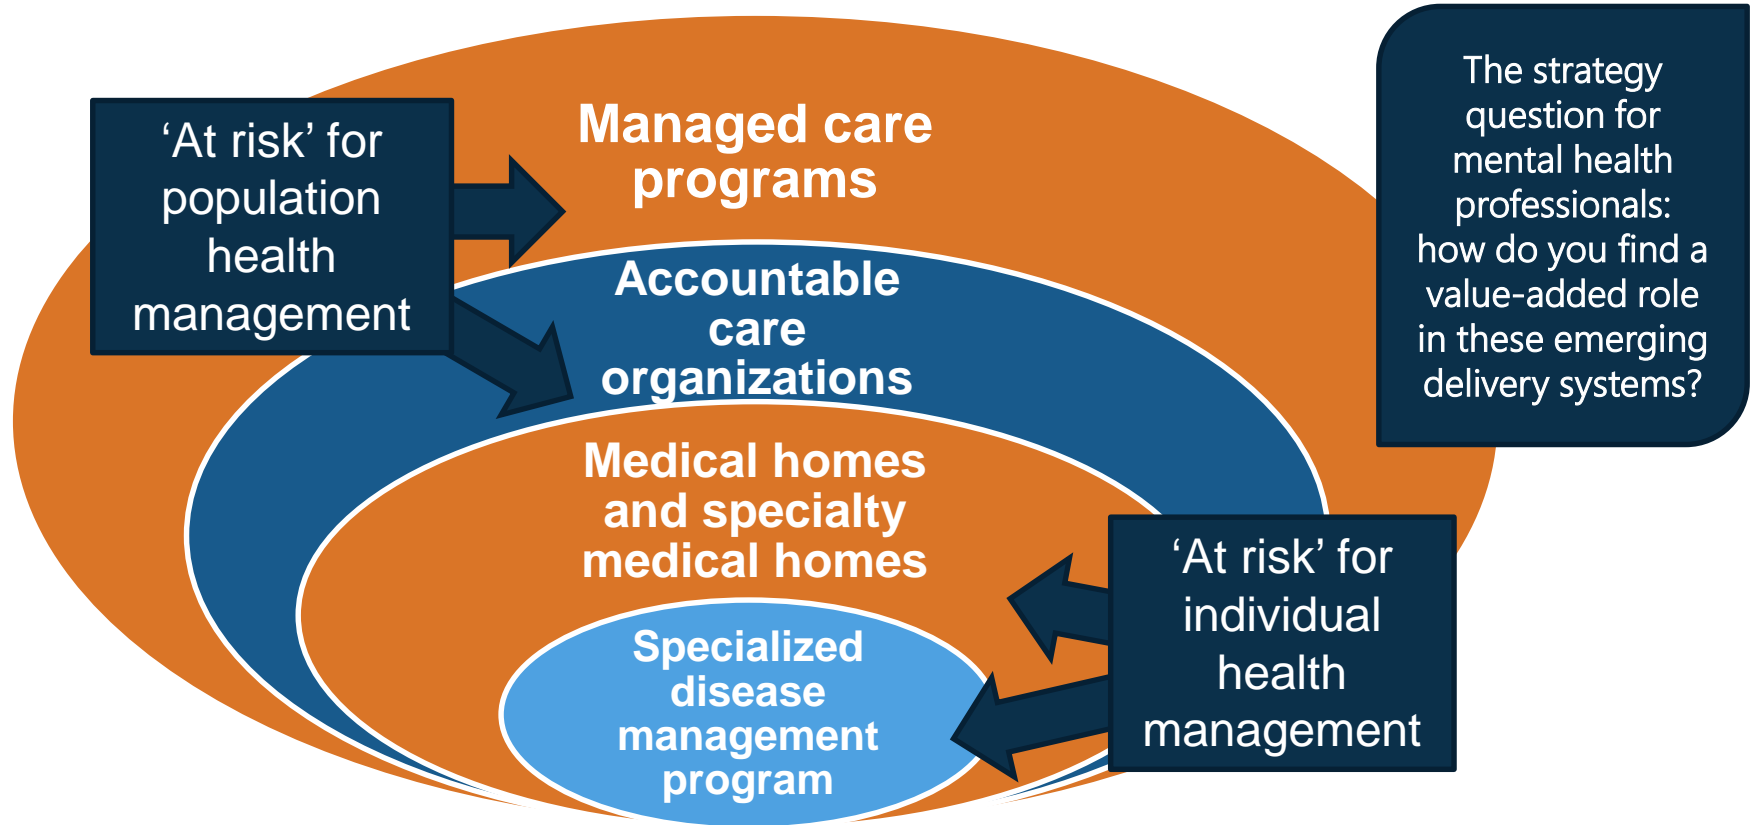 Managed care
programs
‘At risk’ for
population
health
management
Accountable
care
organizations
Medical homes
and specialty
medical homes
Specialized
disease
management
program
‘At risk’ for
individual
health
management
The strategy
question for
mental health
professionals:
how do you find a
value-added role
in these emerging
delivery systems?